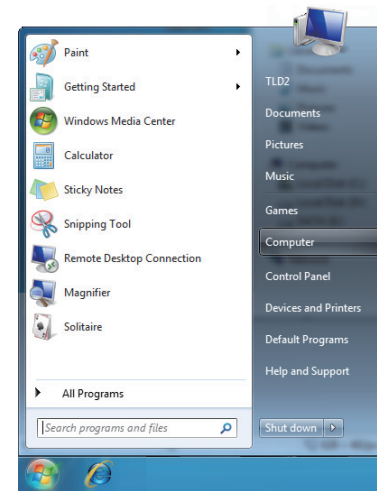 Paint
Getting Started
Windows Media Center
Calculator
Sticky Notes
Snipping Tool
Remote Desktop Connection
Magnifier
Solitaire
All Programs
Search programs and files
TLD2
Documents
Pictures
Music
Games
Computer
Control Panel
Devices and Printers
Default Programs
Help and Support
Shut down